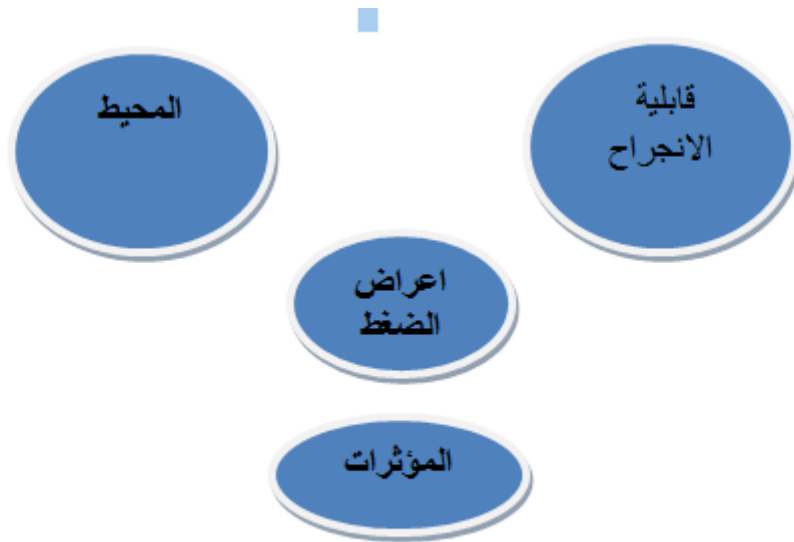 قابلية
الانجراح
المحيط
اعراض
الضغط
المؤثرات